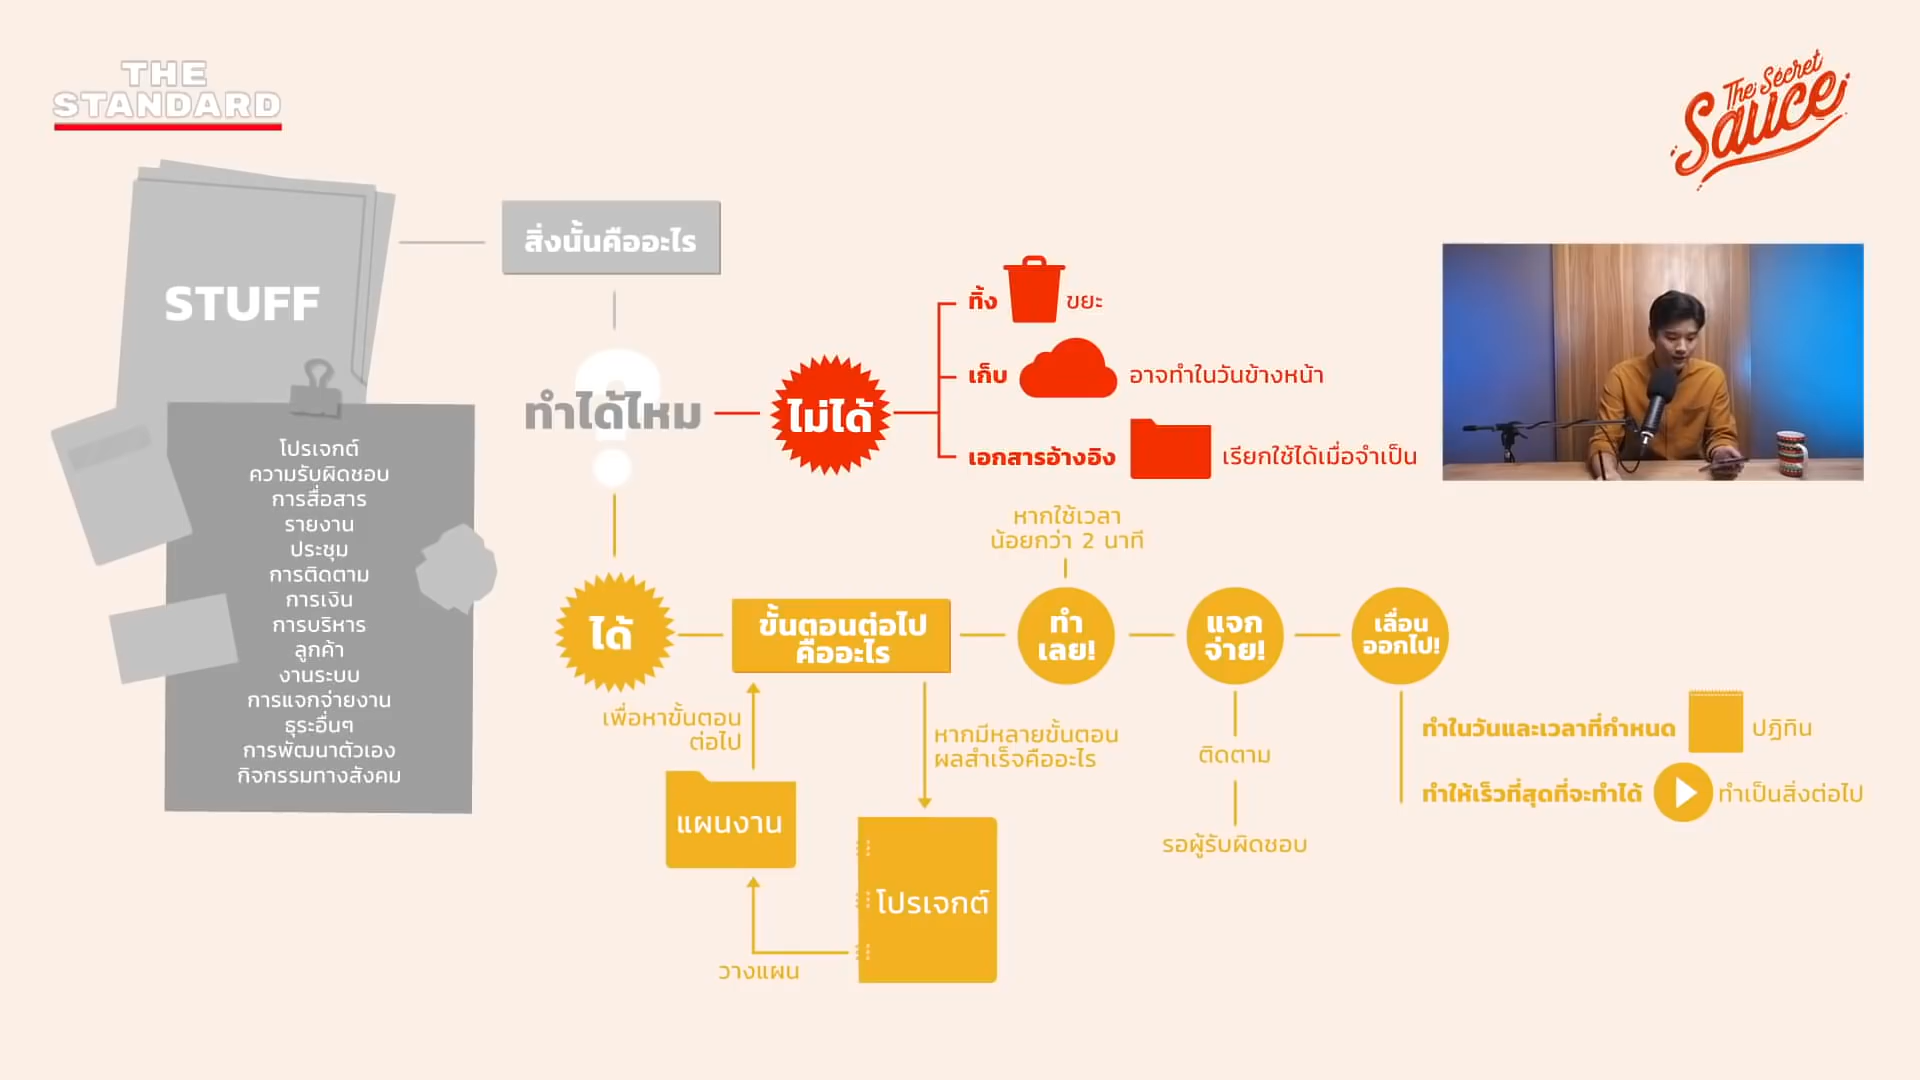 THE
STANDARD
The Secret
Sauce
STUFF
สิ่งนั้นคืออะไร
ทำได้ไหม
?
ไม่ได้
ทิ้ง
ขยะ
เก็บ
อาจทำในวันข้างหน้า
เอกสารอ้างอิง
เรียกใช้ได้เมื่อจำเป็น
โปรเจกต์
ความรับผิดชอบ
การสื่อสาร
รายงาน
ประชุม
การติดตาม
การเงิน
การบริหาร
ลูกค้า
งานระบบ
การแจกจ่ายงาน
ธุระอื่นๆ
การพัฒนาตัวเอง
กิจกรรมทางสังคม
ได้
ขั้นตอนต่อไป
คืออะไร
หากใช้เวลา
น้อยกว่า 2 นาที
ทำ
เลย!
แจก
จ่าย!
เลื่อน
ออกไป!
เพื่อหาขั้นตอน
ต่อไป
หากมีหลายขั้นตอน
ผลสำเร็จคืออะไร
แผนงาน
โปรเจกต์
วางแผน
ติดตาม
รอผู้รับผิดชอบ
ทำในวันและเวลาที่กำหนด
ปฏิทิน
ทำให้เร็วที่สุดที่จะทำได้
ทำเป็นสิ่งต่อไป